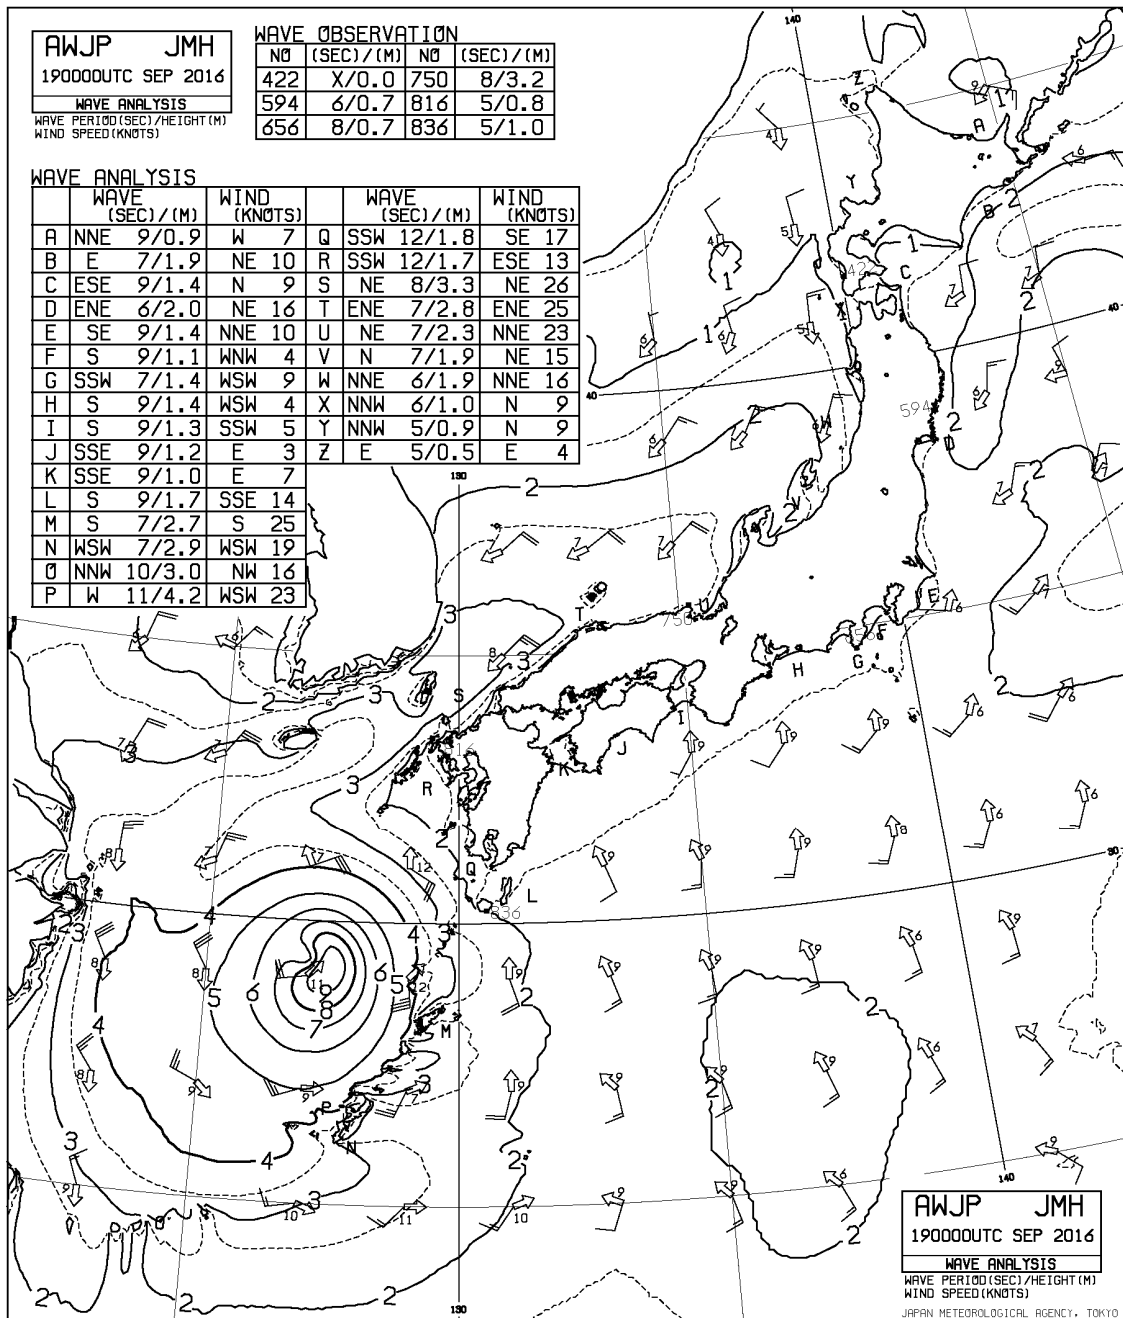 AWJP JMH
190000UTC SEP 2016
WAVE ANALYSIS
WAVE PERIOD(SEC)/HEIGHT(M)
WIND SPEED(KNOTS)
WAVE OBSERVATION
NO (SEC)/(M) NO (SEC)/(M)
422 X/0.0 750 8/3.2
594 6/0.7 816 5/0.8
656 8/0.7 836 5/1.0
WAVE ANALYSIS
WAVE WIND WAVE WIND
(SEC)/(M) (KNOTS) (SEC)/(M) (KNOTS)
A NNE 9/0.9 W 7 Q SSW 12/1.8 SE 17
B E 7/1.9 NE 10 R SSW 12/1.7 ESE 13
C ESE 9/1.4 N 9 S NE 8/3.3 NE 26
D ENE 6/2.0 NE 16 T ENE 7/2.8 ENE 25
E SE 9/1.4 NNE 10 U NE 7/2.3 NNE 23
F S 9/1.1 WNW 4 V N 7/1.9 NE 15
G SSW 7/1.4 WSW 9 W NNE 6/1.9 NNE 16
H S 9/1.4 WSW 4 X NNW 6/1.0 N 9
I S 9/1.3 SSW 5 Y NNW 5/0.9 N 9
J SSE 9/1.2 E 3 Z E 5/0.5 E 4
K SSE 9/1.0 E 7
L S 9/1.7 SSE 14
M S 7/2.7 S 25
N WSW 7/2.9 WSW 19
O NNW 10/3.0 NW 16
P W 11/4.2 WSW 23
140
Z
A
Y
B
C
X
40
40
594
D
W
130
V
E
T
U
750
F
G
H
S
I
J
K
R
30
Q
L
836
M
P
N
O
140
130
AWJP JMH
190000UTC SEP 2016
WAVE ANALYSIS
WAVE PERIOD(SEC)/HEIGHT(M)
WIND SPEED(KNOTS)
JAPAN METEOROLOGICAL AGENCY, TOKYO